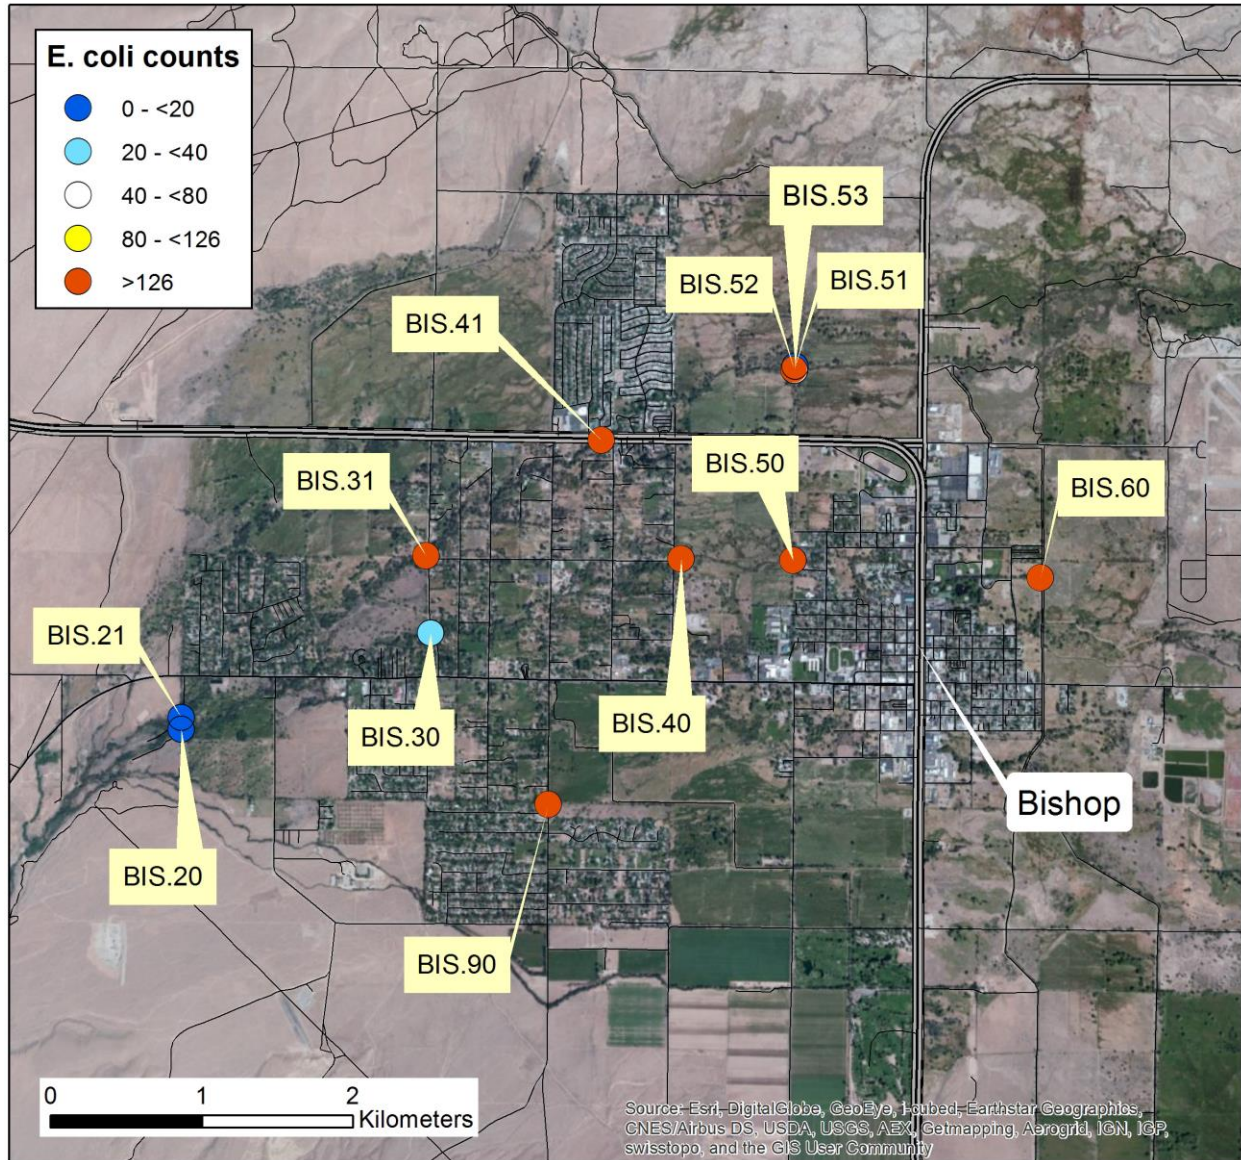 E. coli counts
0 - <20
20 - <40
40 - <80
80 - <126
>126
BIS.53
BIS.52
BIS.51
BIS.41
BIS.50
BIS.31
BIS.60
BIS.21
BIS.30
BIS.40
Bishop
BIS.20
BIS.90
0 1 2
Kilometers
Source: Esri, DigitalGlobe, GeoEye, i-cubed, Earthstar Geographics,
CNES/Airbus DS, USDA, USGS, AEX, Getmapping, Aerogrid, IGN, IGP,
swisstopo, and the GIS User Community